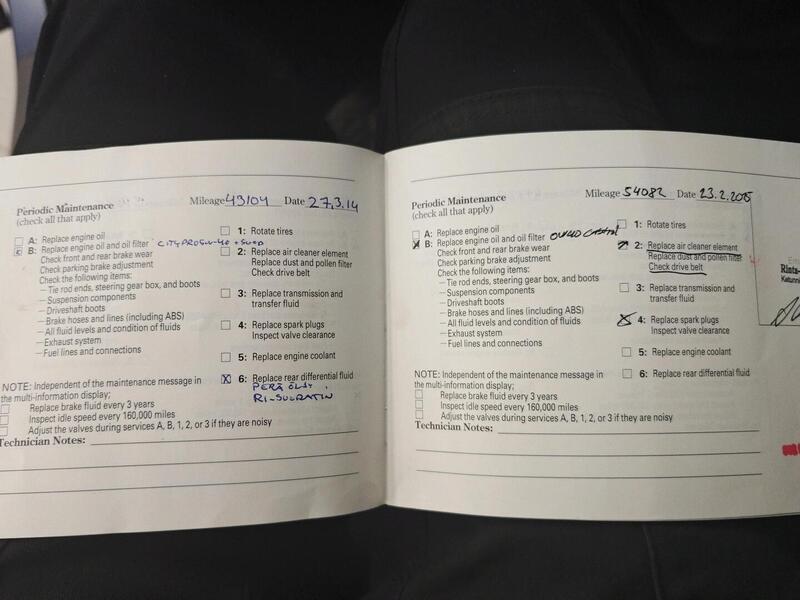 Periodic Maintenance
(check all that apply)
Mileage 43104 Date 27.3.14
A: Replace engine oil
B: Replace engine oil and oil filter
Check front and rear brake wear
Check parking brake adjustment
Check the following items:
– Tie rod ends, steering gear box, and boots
– Suspension components
– Driveshaft boots
– Brake hoses and lines (including ABS)
– All fluid levels and condition of fluids
– Exhaust system
– Fuel lines and connections
1: Rotate tires
2: Replace air cleaner element
Replace dust and pollen filter
Check drive belt
3: Replace transmission and
transfer fluid
4: Replace spark plugs
Inspect valve clearance
5: Replace engine coolant
X 6: Replace rear differential fluid
PERÄ ÖLJY
NOTE: Independent of the maintenance message in
the multi-information display;
Replace brake fluid every 3 years
Inspect idle speed every 160,000 miles
Adjust the valves during services A, B, 1, 2, or 3 if they are noisy
Technician Notes:
Periodic Maintenance
(check all that apply)
Mileage 54082 Date 23.2.2015
A: Replace engine oil
X B: Replace engine oil and oil filter
Check front and rear brake wear
Check parking brake adjustment
Check the following items:
– Tie rod ends, steering gear box, and boots
– Suspension components
– Driveshaft boots
– Brake hoses and lines (including ABS)
– All fluid levels and condition of fluids
– Exhaust system
– Fuel lines and connections
1: Rotate tires
2: Replace air cleaner element
Replace dust and pollen filter
Check drive belt
3: Replace transmission and
transfer fluid
X 4: Replace spark plugs
Inspect valve clearance
5: Replace engine coolant
6: Replace rear differential fluid
NOTE: Independent of the maintenance message in
the multi-information display;
Replace brake fluid every 3 years
Inspect idle speed every 160,000 miles
Adjust the valves during services A, B, 1, 2, or 3 if they are noisy
Technician Notes: